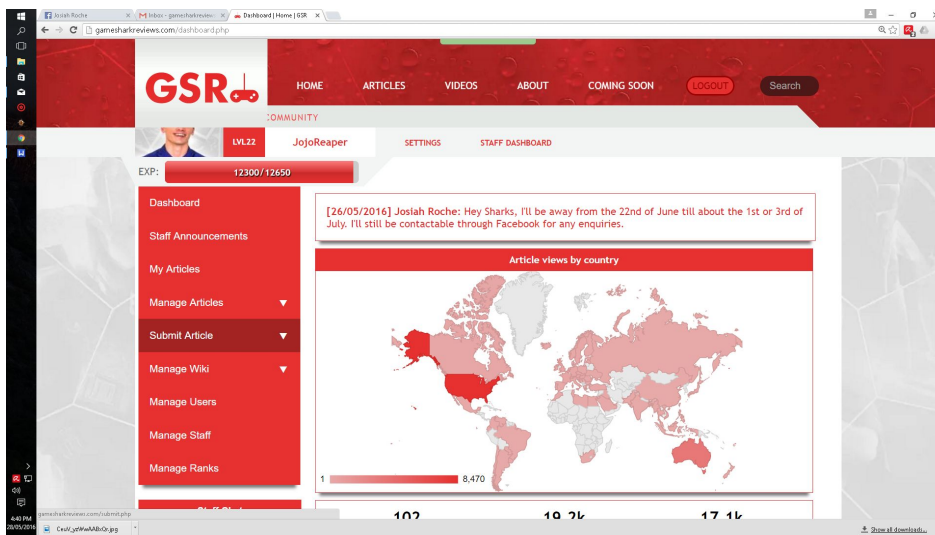 Josiah Roche
Inbox - gamesharkreview
Dashboard | Home | GSR
gamesharkreviews.com/dashboard.php
GSR
HOME
ARTICLES
VIDEOS
ABOUT
COMING SOON
LOGOUT
Search
COMMUNITY
LVL22
JojoReaper
SETTINGS
STAFF DASHBOARD
EXP:
12300/12650
Dashboard
Staff Announcements
My Articles
Manage Articles
Submit Article
Manage Wiki
Manage Users
Manage Staff
Manage Ranks
[26/05/2016] Josiah Roche: Hey Sharks, I'll be away from the 22nd of June till about the 1st or 3rd of
July. I'll still be contactable through Facebook for any enquiries.
Article views by country
1
8,470
102
19.2k
17.1k
gamesharkreviews.com/submit.php
4:40 PM
28/05/2016
Show all downloads...